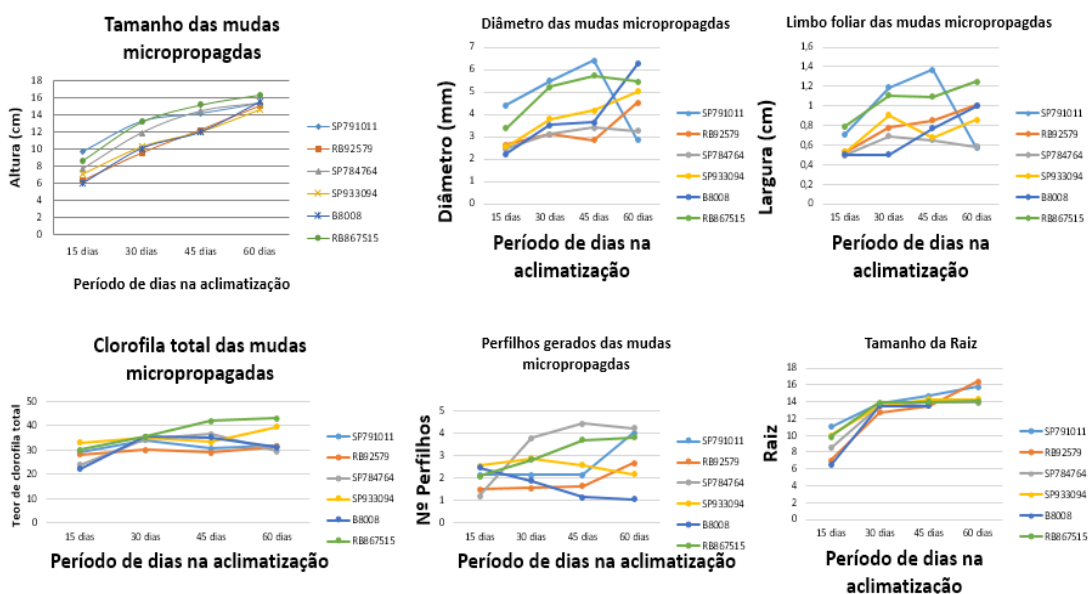 Tamanho das mudas
micropropagdas
18
16
14
12
10
8
6
4
2
0
Altura (cm)
15 dias 30 dias 45 dias 60 dias
Período de dias na aclimatização
SP791011
RB92579
SP784764
SP933094
B8008
RB867515
Diâmetro das mudas micropropagdas
7
6
5
4
3
2
1
0
Diâmetro (mm)
15 dias 30 dias 45 dias 60 dias
Período de dias na
aclimatização
SP791011
RB92579
SP784764
SP933094
B8008
RB867515
Limbo foliar das mudas micropropagdas
1,6
1,4
1,2
1
0,8
0,6
0,4
0,2
0
Largura (cm)
15 dias 30 dias 45 dias 60 dias
Período de dias na
aclimatização
SP791011
RB92579
SP784764
SP933094
B8008
RB867515
Clorofila total das mudas
micropropagadas
50
40
30
20
10
0
Teor de clorofila total
15 dias 30 dias 45 dias 60 dias
Período de dias na aclimatização
SP791011
RB92579
SP784764
SP933094
B8008
RB867515
Perfilhos gerados das mudas
micropropagdas
5
4
3
2
1
0
Nº Perfilhos
15 dias 30 dias 45 dias 60 dias
Período de dias na aclimatização
SP791011
RB92579
SP784764
SP933094
B8008
RB867515
Tamanho da Raiz
18
16
14
12
10
8
6
4
2
0
Raiz
15 dias 30 dias 45 dias 60 dias
Período de dias na
aclimatização
SP791011
RB92579
SP784764
SP933094
B8008
RB867515